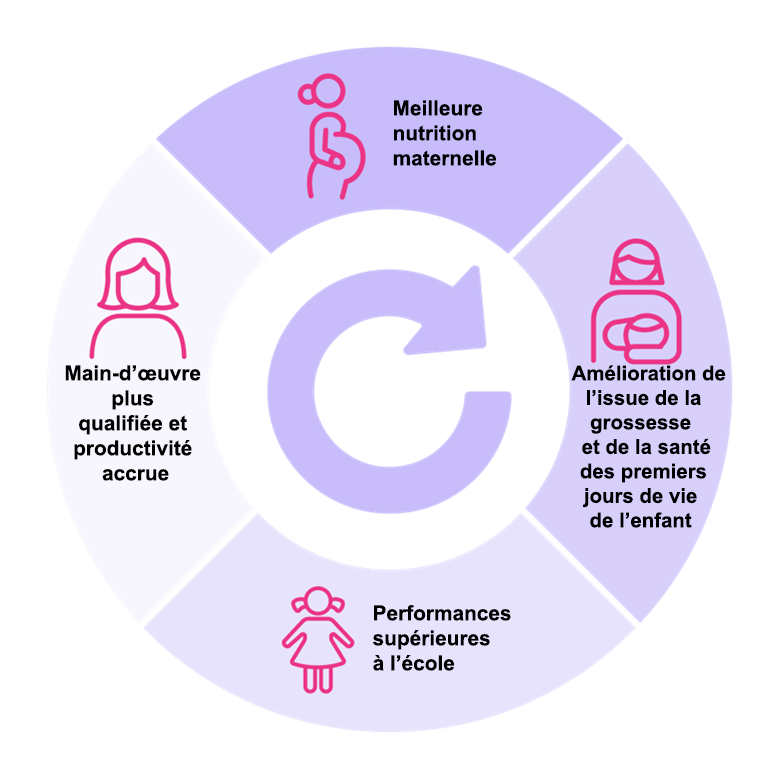 Meilleure
nutrition
maternelle
Amélioration de
l'issue de la
grossesse
et de la santé
des premiers
jours de vie
de l'enfant
Performances
supérieures
à l'école
Main-d'œuvre
plus
qualifiée et
productivité
accrue